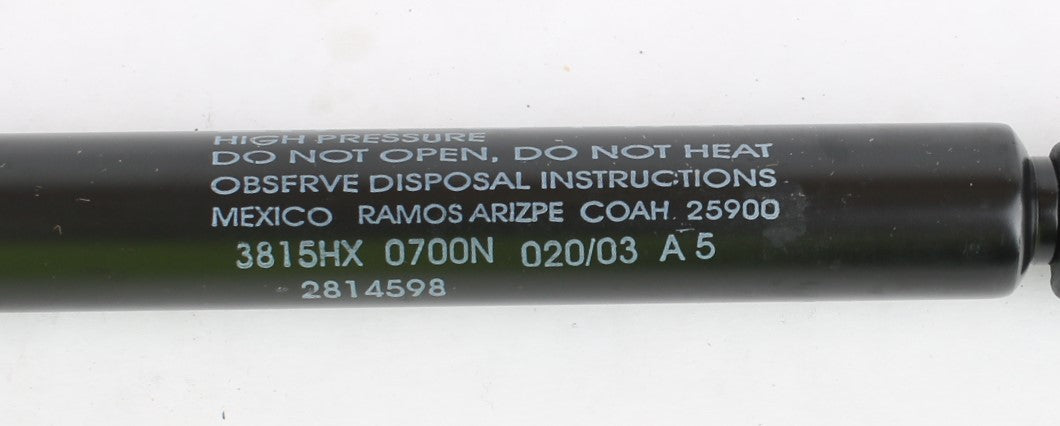 HIGH PRESSURE
DO NOT OPEN, DO NOT HEAT
OBSERVE DISPOSAL INSTRUCTIONS
MEXICO RAMOS ARIZPE COAH. 25900
3815HX 0700N 020/03 A 5
2814598